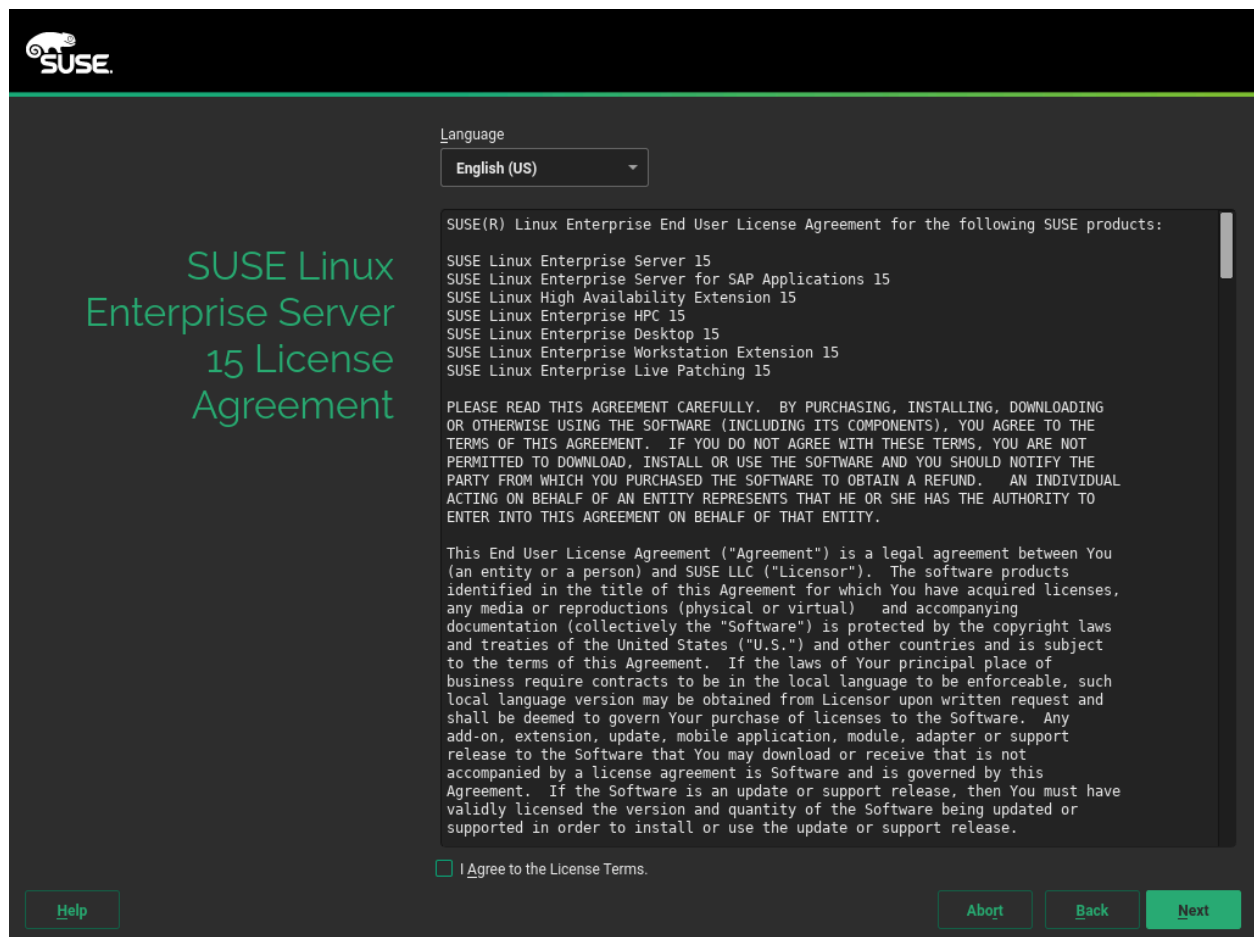 SUSE.
Language
English (US)
SUSE Linux
Enterprise Server
15 License
Agreement
SUSE(R) Linux Enterprise End User License Agreement for the following SUSE products:
SUSE Linux Enterprise Server 15
SUSE Linux Enterprise Server for SAP Applications 15
SUSE Linux High Availability Extension 15
SUSE Linux Enterprise HPC 15
SUSE Linux Enterprise Desktop 15
SUSE Linux Enterprise Workstation Extension 15
SUSE Linux Enterprise Live Patching 15
PLEASE READ THIS AGREEMENT CAREFULLY.  BY PURCHASING, INSTALLING, DOWNLOADING
OR OTHERWISE USING THE SOFTWARE (INCLUDING ITS COMPONENTS), YOU AGREE TO THE
TERMS OF THIS AGREEMENT.  IF YOU DO NOT AGREE WITH THESE TERMS, YOU ARE NOT
PERMITTED TO DOWNLOAD, INSTALL OR USE THE SOFTWARE AND YOU SHOULD NOTIFY THE
PARTY FROM WHICH YOU PURCHASED THE SOFTWARE TO OBTAIN A REFUND.   AN INDIVIDUAL
ACTING ON BEHALF OF AN ENTITY REPRESENTS THAT HE OR SHE HAS THE AUTHORITY TO
ENTER INTO THIS AGREEMENT ON BEHALF OF THAT ENTITY.
This End User License Agreement ("Agreement") is a legal agreement between You
(an entity or a person) and SUSE LLC ("Licensor").  The software products
identified in the title of this Agreement for which You have acquired licenses,
any media or reproductions (physical or virtual)   and accompanying
documentation (collectively the "Software") is protected by the copyright laws
and treaties of the United States ("U.S.") and other countries and is subject
to the terms of this Agreement.  If the laws of Your principal place of
business require contracts to be in the local language to be enforceable, such
local language version may be obtained from Licensor upon written request and
shall be deemed to govern Your purchase of licenses to the Software.  Any
add-on, extension, update, mobile application, module, adapter or support
release to the Software that You may download or receive that is not
accompanied by a license agreement is Software and is governed by this
Agreement.  If the Software is an update or support release, then You must have
validly licensed the version and quantity of the Software being updated or
supported in order to install or use the update or support release.
I Agree to the License Terms.
Help
Abort
Back
Next